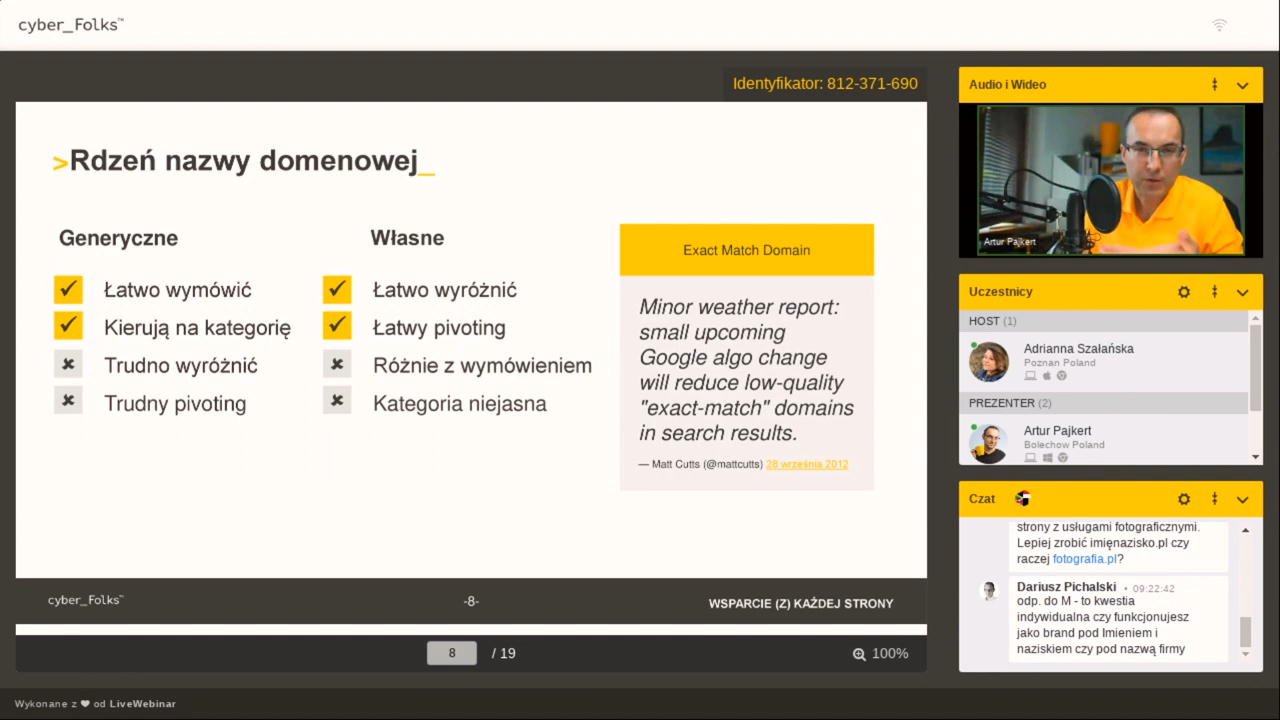 cyber_Folks™
Identyfikator: 812-371-690
>Rdzeń nazwy domenowej_
Generyczne
Łatwo wymówić
Kierują na kategorię
Trudno wyróżnić
Trudny pivoting
Własne
Łatwo wyróżnić
Łatwy pivoting
Różnie z wymówieniem
Kategoria niejasna
Exact Match Domain
Minor weather report:
small upcoming
Google algo change
will reduce low-quality
"exact-match" domains
in search results.
— Matt Cutts (@mattcutts) 28 września 2012
cyber_Folks™
-8-
WSPARCIE (Z) KAŻDEJ STRONY
8 / 19
100%
Wykonane z ❤ od LiveWebinar
Audio i Wideo
Artur Pajkert
Uczestnicy
HOST (1)
Adrianna Szałańska
Poznan Poland
PREZENTER (2)
Artur Pajkert
Bolechow Poland
Czat
strony z usługami fotograficznymi.
Lepiej zrobić imięnazisko.pl czy
raczej fotografia.pl?
Dariusz Pichalski • 09:22:42
odp. do M - to kwestia
indywidualna czy funkcjonujesz
jako brand pod Imieniem i
naziskiem czy pod nazwą firmy